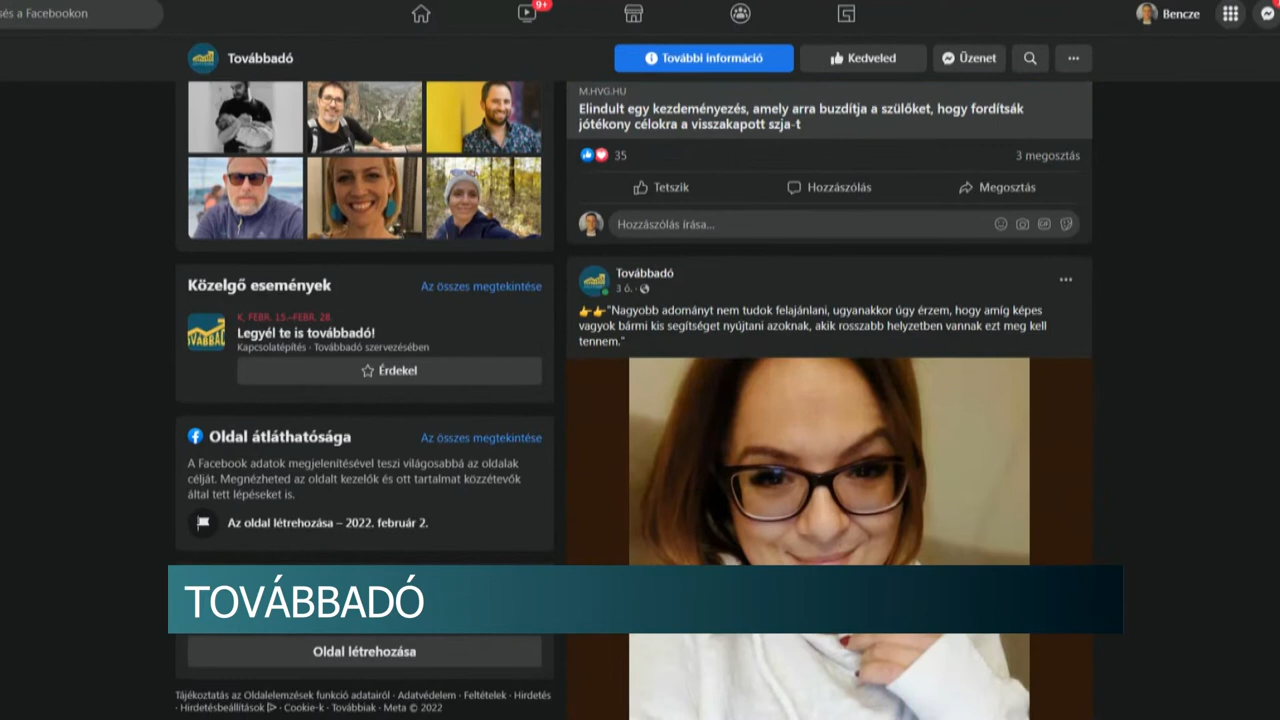 sés a Facebookon
9+
Bencze
Továbbadó
További információ
Kedveled
Üzenet
M.HVG.HU
Elindult egy kezdeményezés, amely arra buzdítja a szülőket, hogy fordítsák
jótékony célokra a visszakapott szja-t
35
3 megosztás
Tetszik
Hozzászólás
Megosztás
Hozzászólás írása...
Közelgő események
Az összes megtekintése
K, FEBR. 15.–FEBR. 28.
Legyél te is továbbadó!
Kapcsolatépítés · Továbbadó szervezésében
Érdekel
Oldal átláthatósága
Az összes megtekintése
A Facebook adatok megjelenítésével teszi világosabbá az oldalak
célját. Megnézheted az oldalt kezelők és ott tartalmat közzétevők
által tett lépéseket is.
Az oldal létrehozása – 2022. február 2.
Továbbadó
3 ó. ·
"Nagyobb adományt nem tudok felajánlani, ugyanakkor úgy érzem, hogy amíg képes
vagyok bármi kis segítséget nyújtani azoknak, akik rosszabb helyzetben vannak ezt meg kell
tennem."
TOVÁBBADÓ
Oldal létrehozása
Tájékoztatás az Oldalelemzések funkció adatairól · Adatvédelem · Feltételek · Hirdetés
· Hirdetésbeállítások · Cookie-k · Továbbiak · Meta © 2022